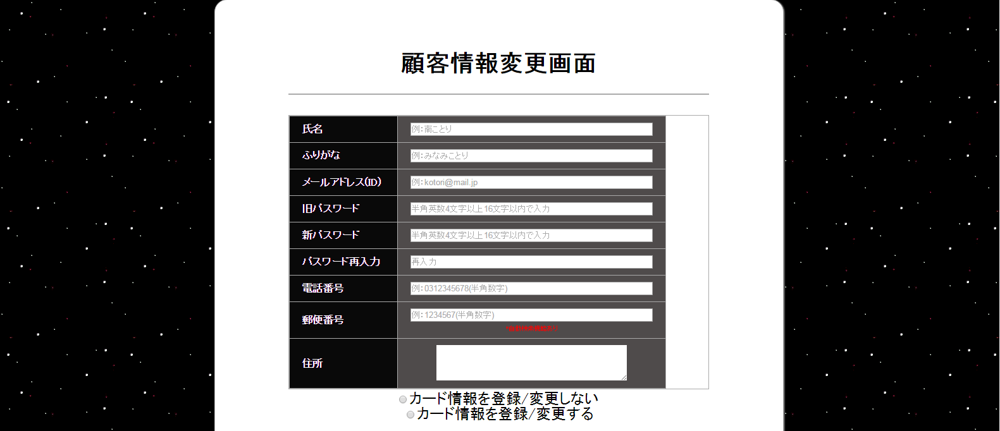 顧客情報変更画面
氏名 例：南ことり
ふりがな 例：みなみことり
メールアドレス(ID) 例：kotori@mail.jp
旧パスワード 半角英数4文字以上16文字以内で入力
新パスワード 半角英数4文字以上16文字以内で入力
パスワード再入力 再入力
電話番号 例：0312345678(半角数字)
郵便番号 例：1234567(半角数字)
住所
カード情報を登録/変更しない
カード情報を登録/変更する